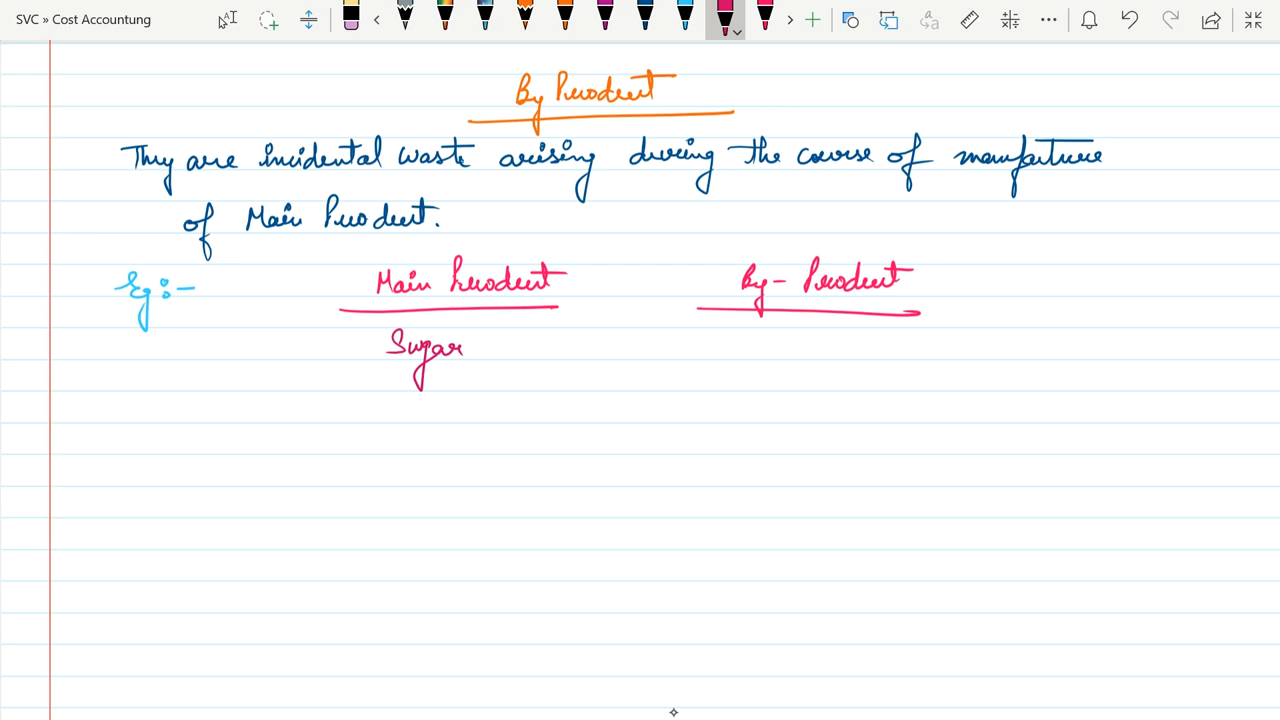 SVC » Cost Accountung
By Product
They are incidental waste arising during the course of manufacture
of Main Product.
Eg:- Main Product By-Product
Sugar